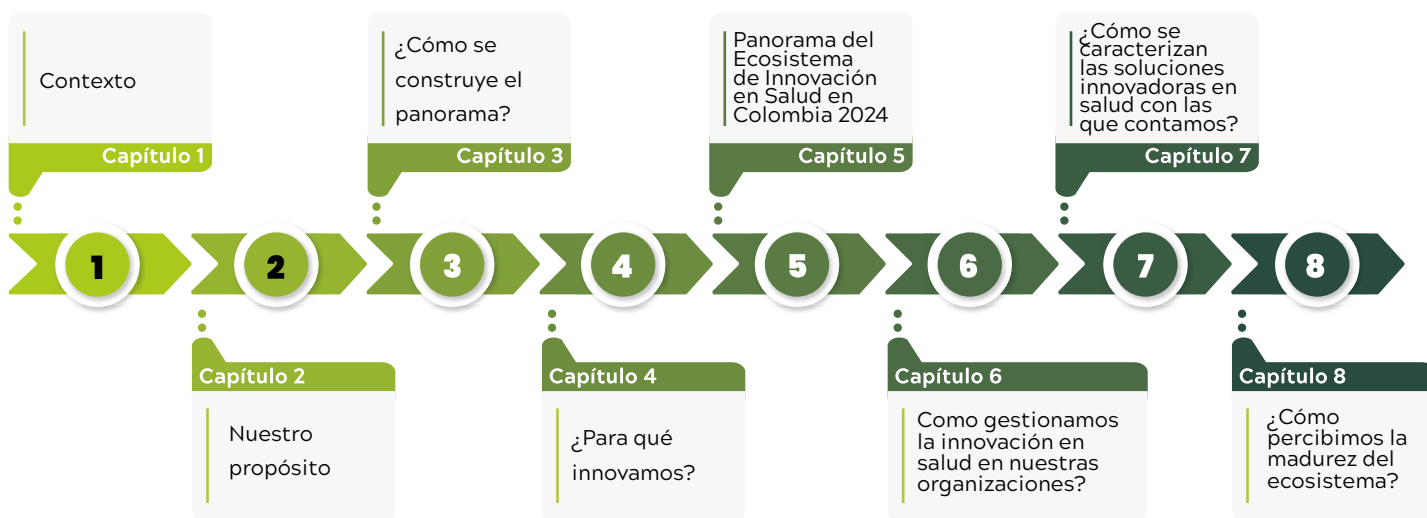 Contexto
Capítulo 1
¿Cómo se
construye el
panorama?
Capítulo 3
Panorama del
Ecosistema
de Innovación
en Salud en
Colombia 2024
Capítulo 5
¿Cómo se
caracterizan
las soluciones
innovadoras en
salud con las
que contamos?
Capítulo 7
1
2
3
4
5
6
7
8
Capítulo 2
Nuestro
propósito
Capítulo 4
¿Para qué
innovamos?
Capítulo 6
Como gestionamos
la innovación en
salud en nuestras
organizaciones?
Capítulo 8
¿Cómo
percibimos la
madurez del
ecosistema?